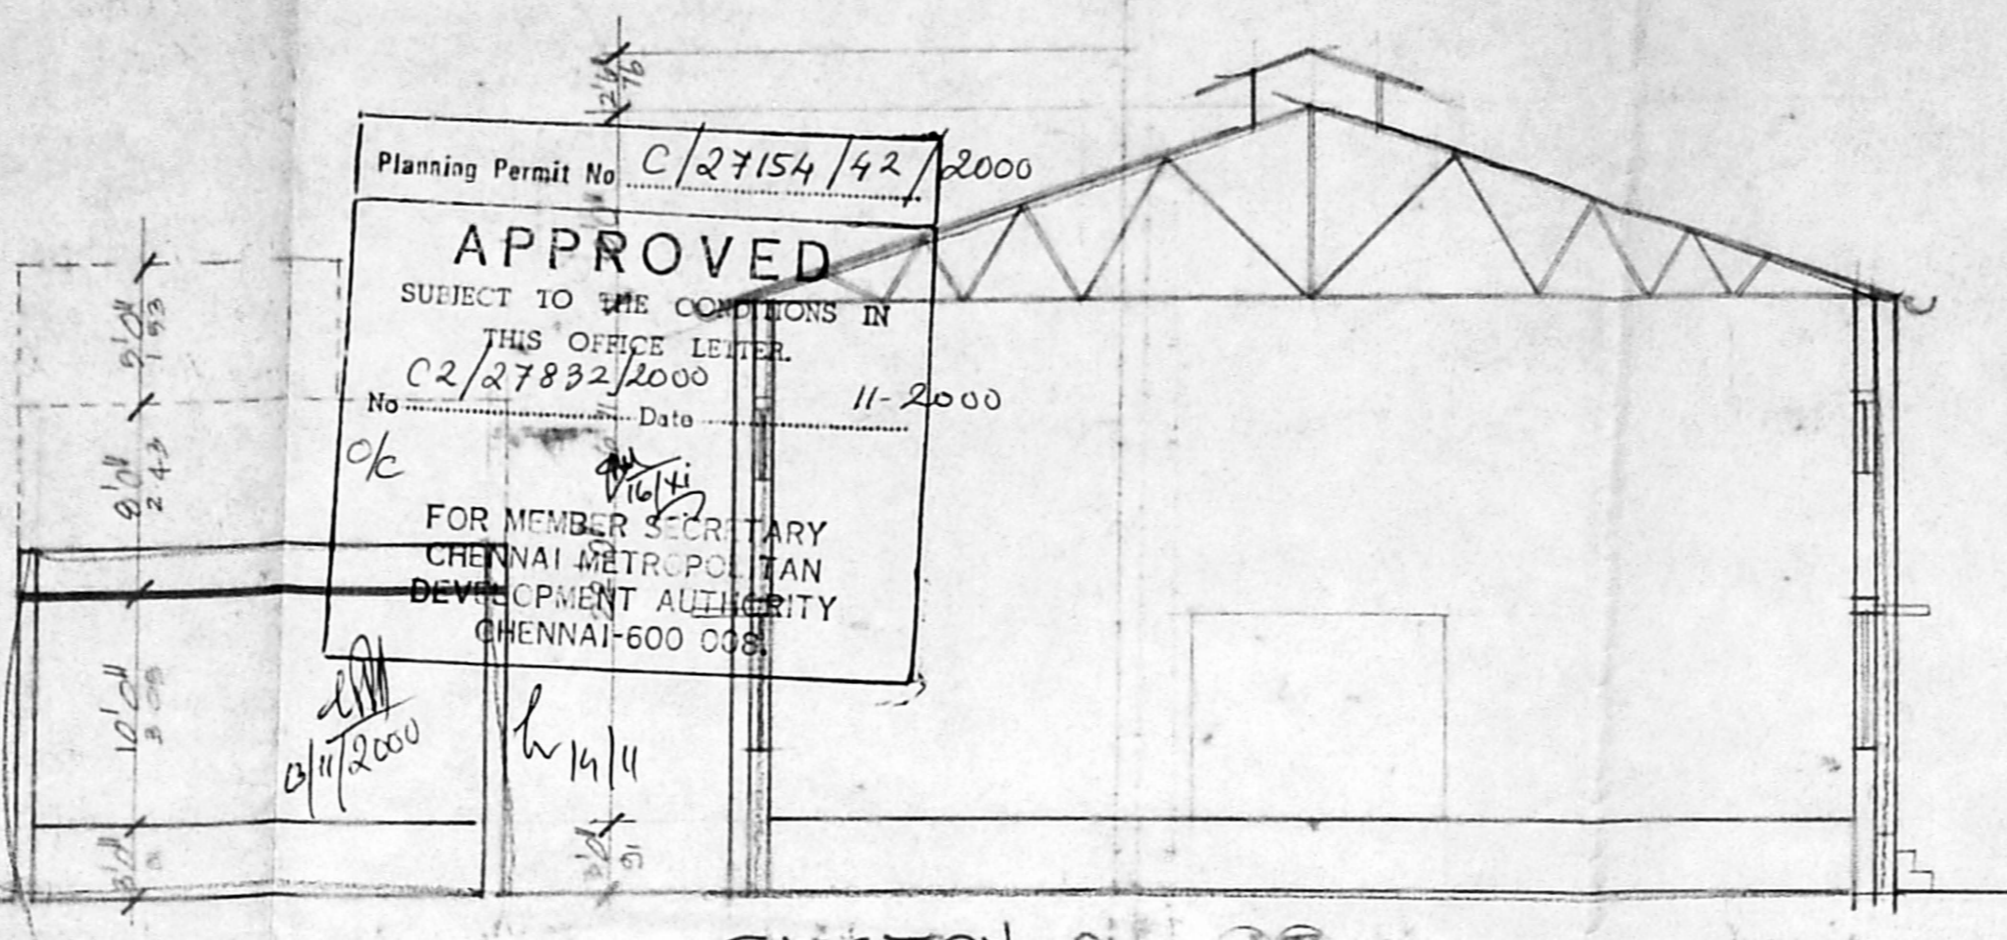 2'6"
76
Planning Permit No C/27154/42/2000
APPROVED
SUBJECT TO THE CONDITIONS IN
THIS OFFICE LETTER.
C2/27832/2000
No Date 11-2000
O/C
16/xi
FOR MEMBER SECRETARY
CHENNAI METROPOLITAN
DEVELOPMENT AUTHORITY
CHENNAI-600 008.
13/11/2000
14/11
5'0"
1 53
8'0"
2 43
10'0"
3 05
3'0"
91
3'0"
91